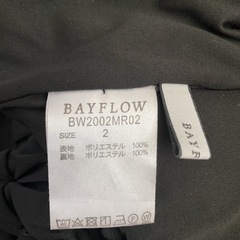 BAYFLOW
BW2002MR02
SIZE 2
表地 ポリエステル 100%
裏地 ポリエステル 100%
BAYF